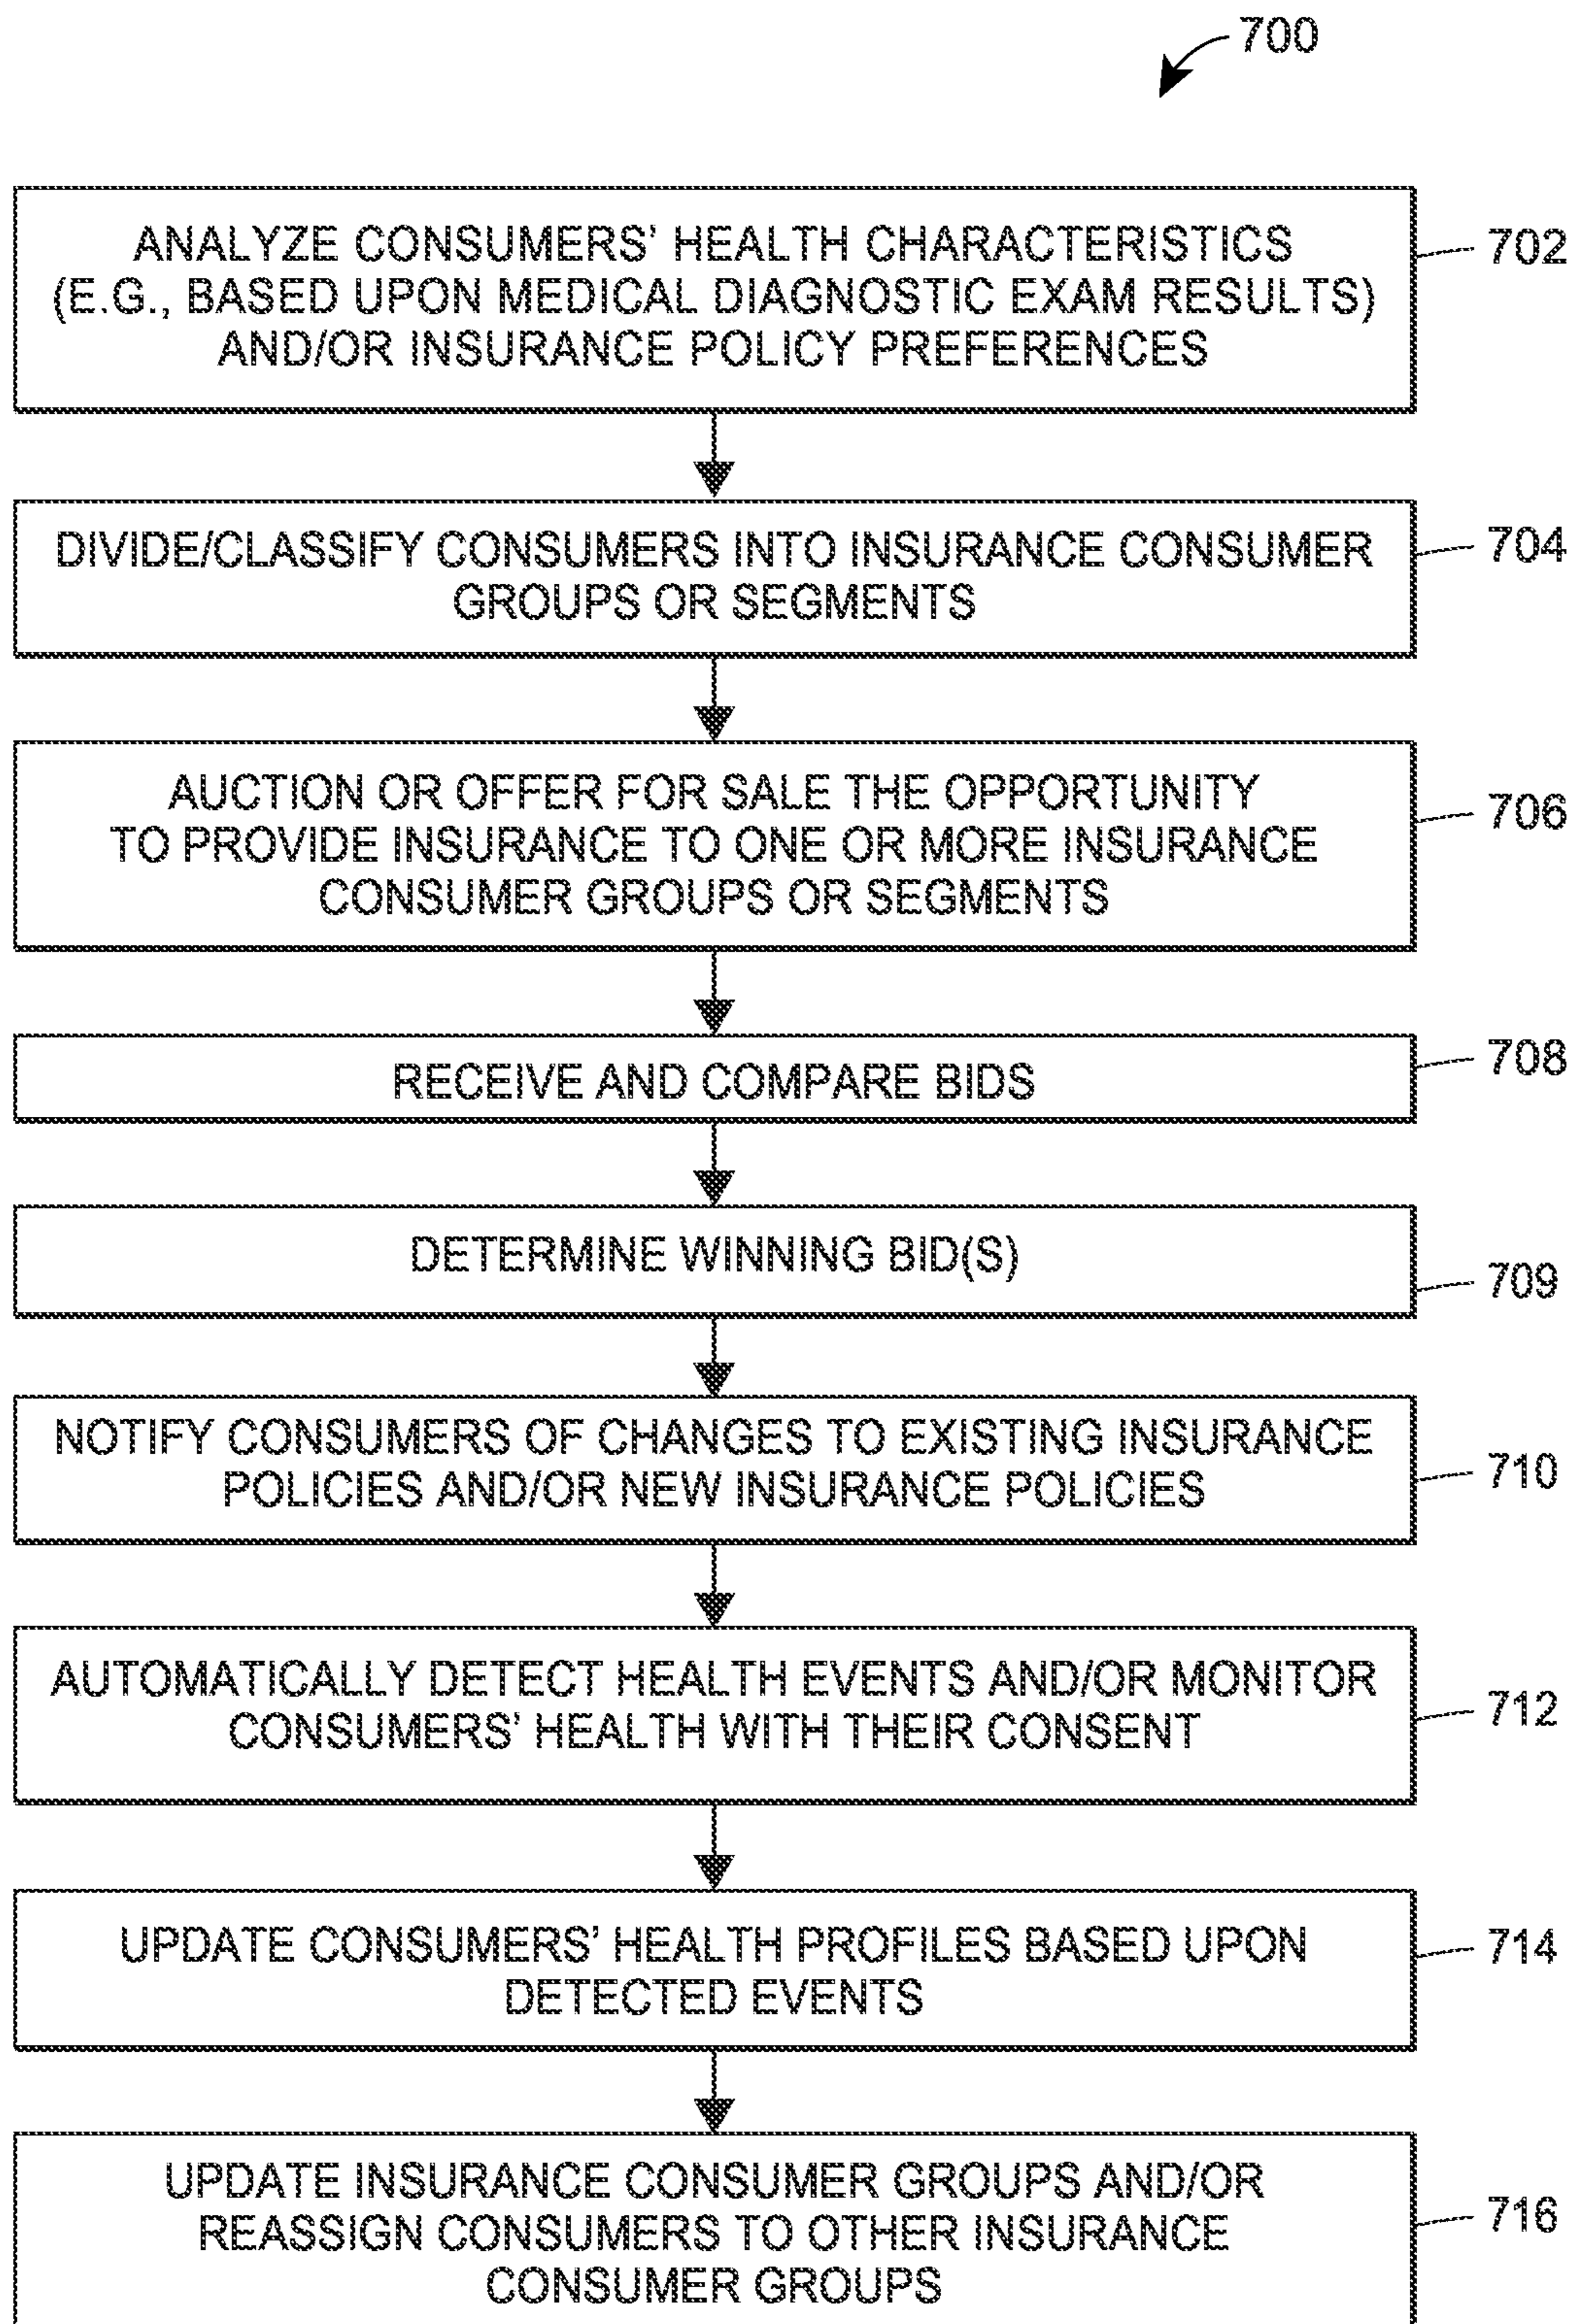 700
ANALYZE CONSUMERS' HEALTH CHARACTERISTICS
(E.G., BASED UPON MEDICAL DIAGNOSTIC EXAM RESULTS)
AND/OR INSURANCE POLICY PREFERENCES
702
DIVIDE/CLASSIFY CONSUMERS INTO INSURANCE CONSUMER
GROUPS OR SEGMENTS
704
AUCTION OR OFFER FOR SALE THE OPPORTUNITY
TO PROVIDE INSURANCE TO ONE OR MORE INSURANCE
CONSUMER GROUPS OR SEGMENTS
706
RECEIVE AND COMPARE BIDS
708
DETERMINE WINNING BID(S)
709
NOTIFY CONSUMERS OF CHANGES TO EXISTING INSURANCE
POLICIES AND/OR NEW INSURANCE POLICIES
710
AUTOMATICALLY DETECT HEALTH EVENTS AND/OR MONITOR
CONSUMERS' HEALTH WITH THEIR CONSENT
712
UPDATE CONSUMERS' HEALTH PROFILES BASED UPON
DETECTED EVENTS
714
UPDATE INSURANCE CONSUMER GROUPS AND/OR
REASSIGN CONSUMERS TO OTHER INSURANCE
CONSUMER GROUPS
716